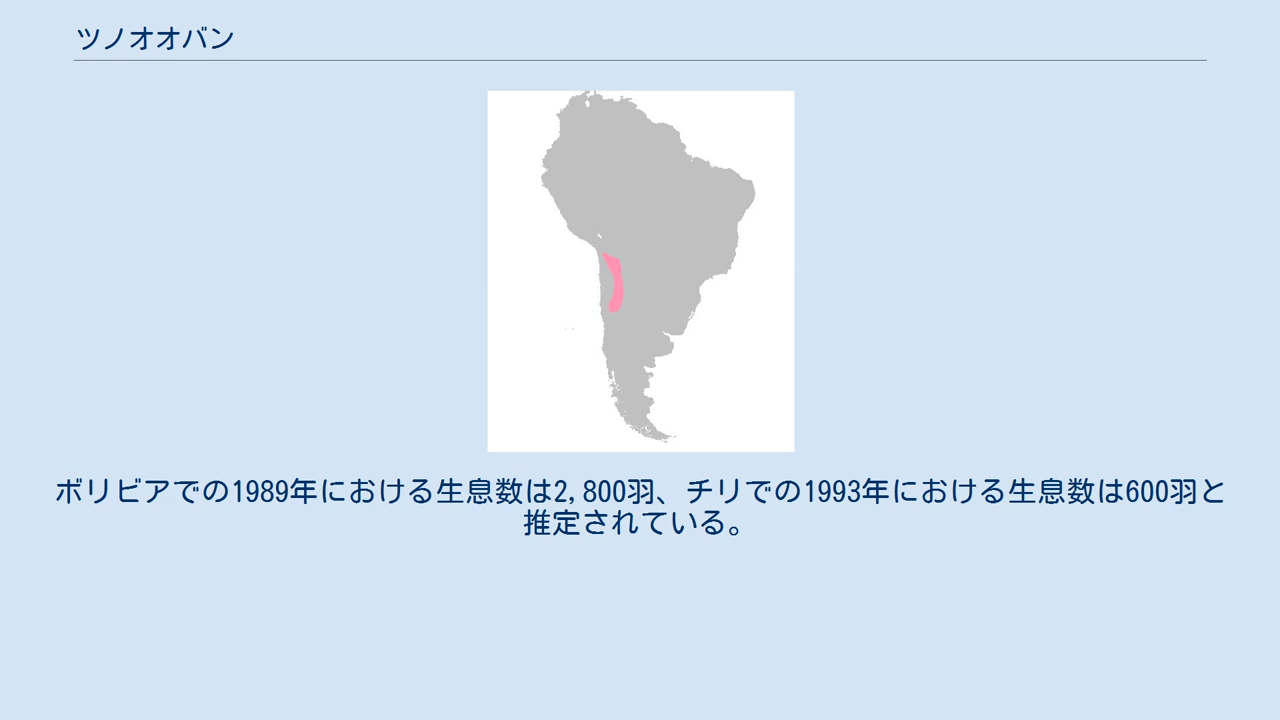 ツノオオバン
ボリビアでの1989年における生息数は2,800羽、チリでの1993年における生息数は600羽と
推定されている。